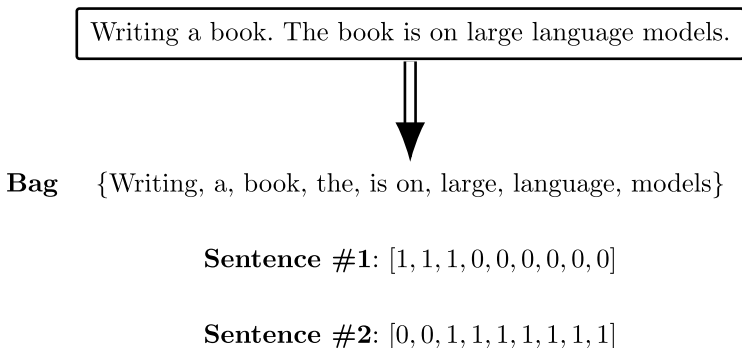 Writing a book. The book is on large language models.
Bag {Writing, a, book, the, is on, large, language, models}
Sentence #1: [1, 1, 1, 0, 0, 0, 0, 0, 0]
Sentence #2: [0, 0, 1, 1, 1, 1, 1, 1, 1]